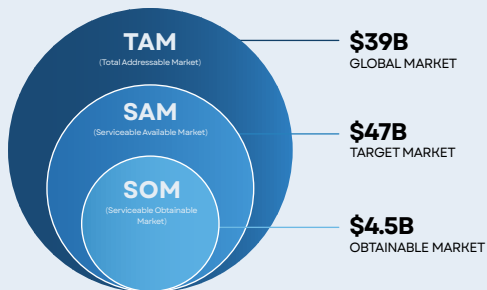 TAM
(Total Addressable Market)
$39B
GLOBAL MARKET
SAM
(Serviceable Available Market)
$47B
TARGET MARKET
SOM
(Serviceable Obtainable
Market)
$4.5B
OBTAINABLE MARKET